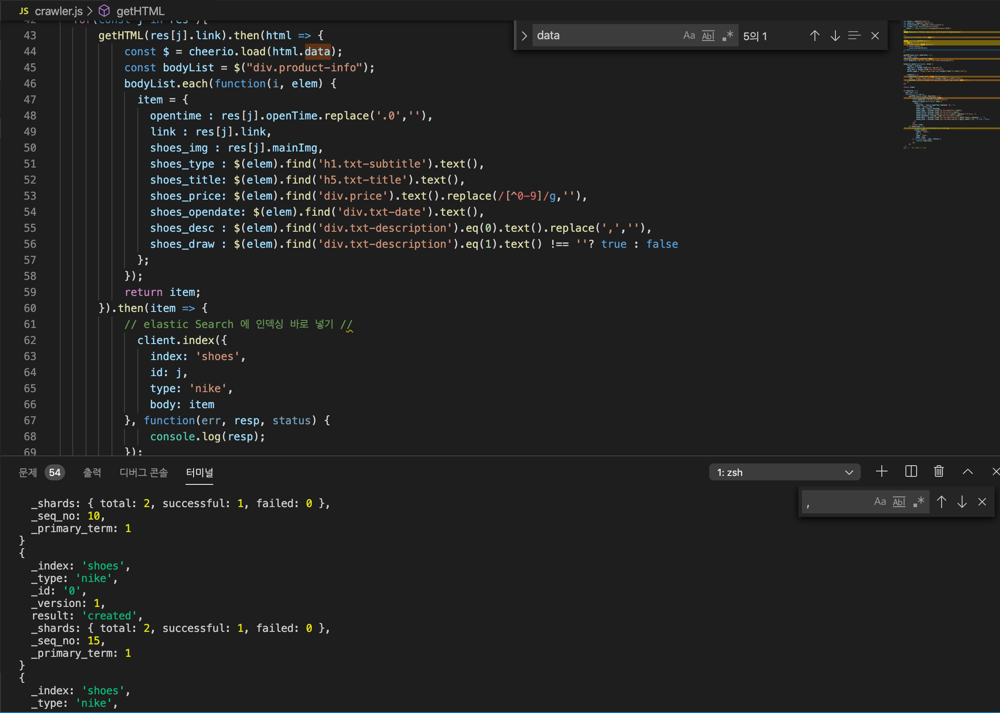 JS crawler.js > getHTML
42 for(const j in res ){
43 getHTML(res[j].link).then(html => {
44 const $ = cheerio.load(html.data);
45 const bodyList = $("div.product-info");
46 bodyList.each(function(i, elem) {
47 item = {
48 opentime : res[j].openTime.replace('.0',''),
49 link : res[j].link,
50 shoes_img : res[j].mainImg,
51 shoes_type : $(elem).find('h1.txt-subtitle').text(),
52 shoes_title: $(elem).find('h5.txt-title').text(),
53 shoes_price: $(elem).find('div.price').text().replace(/[^0-9]/g,''),
54 shoes_opendate: $(elem).find('div.txt-date').text(),
55 shoes_desc : $(elem).find('div.txt-description').eq(0).text().replace(',',''),
56 shoes_draw : $(elem).find('div.txt-description').eq(1).text() !== ''? true : false
57 };
58 });
59 return item;
60 }).then(item => {
61 // elastic Search 에 인덱싱 바로 넣기 //
62 client.index({
63 index: 'shoes',
64 id: j,
65 type: 'nike',
66 body: item
67 }, function(err, resp, status) {
68 console.log(resp);
69 });
data Aa Abl .* 5의 1
문제 54 출력 디버그 콘솔 터미널 1: zsh
, Aa Abl .*
_shards: { total: 2, successful: 1, failed: 0 },
_seq_no: 10,
_primary_term: 1
}
{
_index: 'shoes',
_type: 'nike',
_id: '0',
_version: 1,
result: 'created',
_shards: { total: 2, successful: 1, failed: 0 },
_seq_no: 15,
_primary_term: 1
}
{
_index: 'shoes',
_type: 'nike',